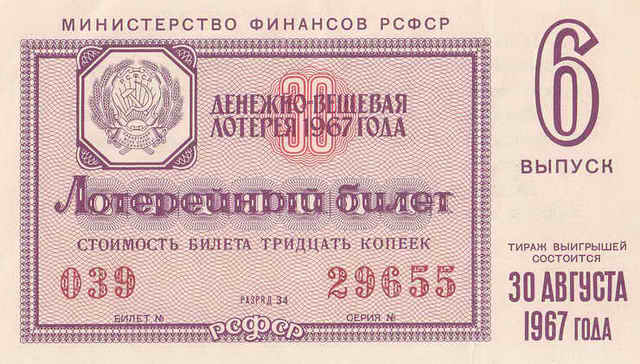 МИНИСТЕРСТВО ФИНАНСОВ РСФСР
РСФСР
30
ДЕНЕЖНО-ВЕЩЕВАЯ
ЛОТЕРЕЯ 1967 ГОДА
Лотерейный билет
СТОИМОСТЬ БИЛЕТА ТРИДЦАТЬ КОПЕЕК
039 29655
РАЗРЯД 34
БИЛЕТ № СЕРИЯ №
РСФСР
6
ВЫПУСК
ТИРАЖ ВЫИГРЫШЕЙ
СОСТОИТСЯ
30 АВГУСТА
1967 ГОДА